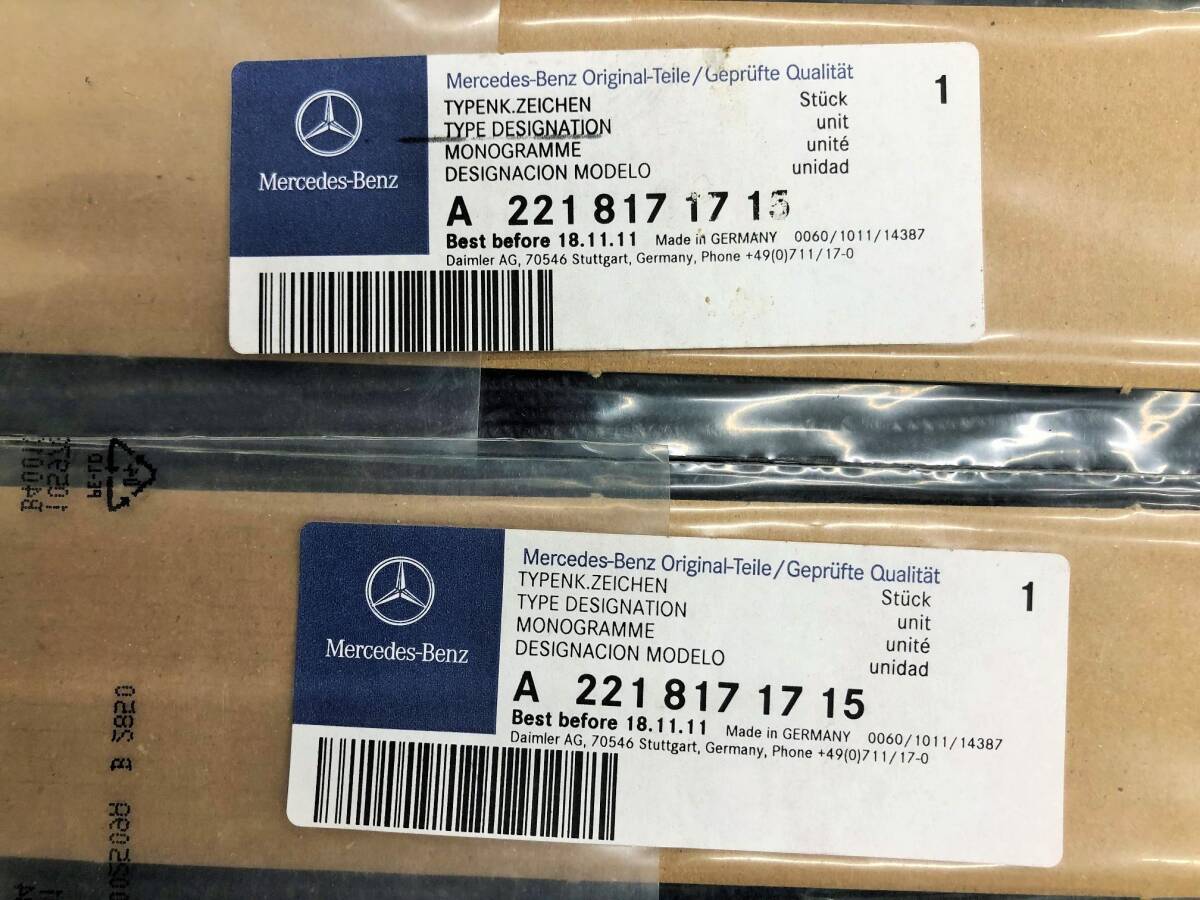 Mercedes-Benz
Mercedes-Benz Original-Teile/Geprüfte Qualität
TYPENK.ZEICHEN Stück 1
TYPE DESIGNATION unit
MONOGRAMME unité
DESIGNACION MODELO unidad
A 221 817 17 15
Best before 18.11.11 Made in GERMANY 0060/1011/14387
Daimler AG, 70546 Stuttgart, Germany, Phone +49(0)711/17-0
PE-LD
04
Mercedes-Benz
Mercedes-Benz Original-Teile/Geprüfte Qualität
TYPENK.ZEICHEN Stück 1
TYPE DESIGNATION unit
MONOGRAMME unité
DESIGNACION MODELO unidad
A 221 817 17 15
Best before 18.11.11 Made in GERMANY 0060/1011/14387
Daimler AG, 70546 Stuttgart, Germany, Phone +49(0)711/17-0